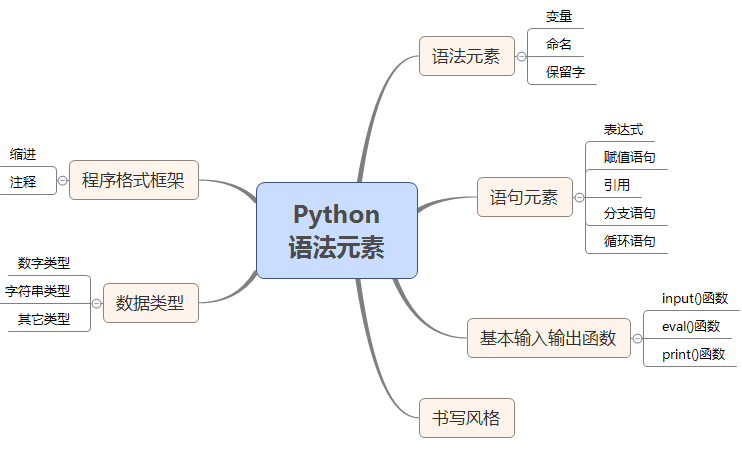 Python
语法元素
语法元素
变量
命名
保留字
语句元素
表达式
赋值语句
引用
分支语句
循环语句
基本输入输出函数
input()函数
eval()函数
print()函数
书写风格
程序格式框架
缩进
注释
数据类型
数字类型
字符串类型
其它类型